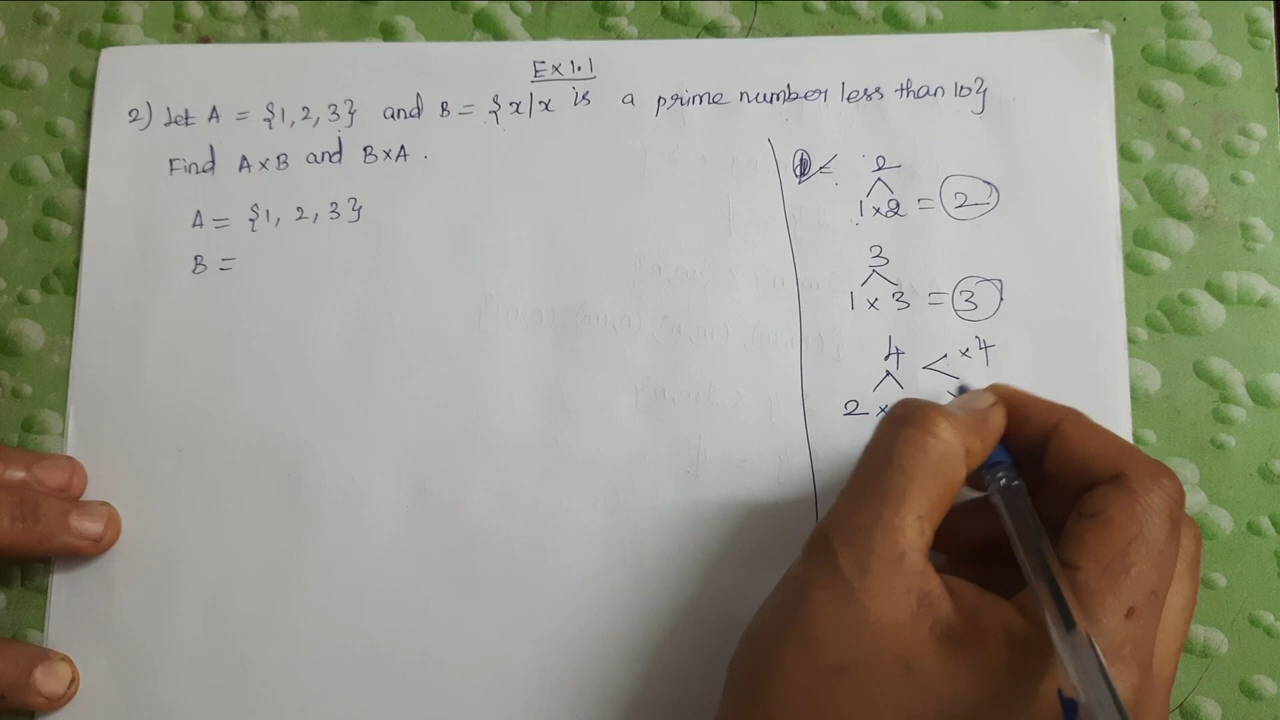 Ex 1.1
2) Let A = {1, 2, 3} and B = {x/x is a prime number less than 10}
Find A×B and B×A.
A = {1, 2, 3}
B =
= 2
1×2 = 2
3
1 × 3 = 3
4 < ×4
2 ×